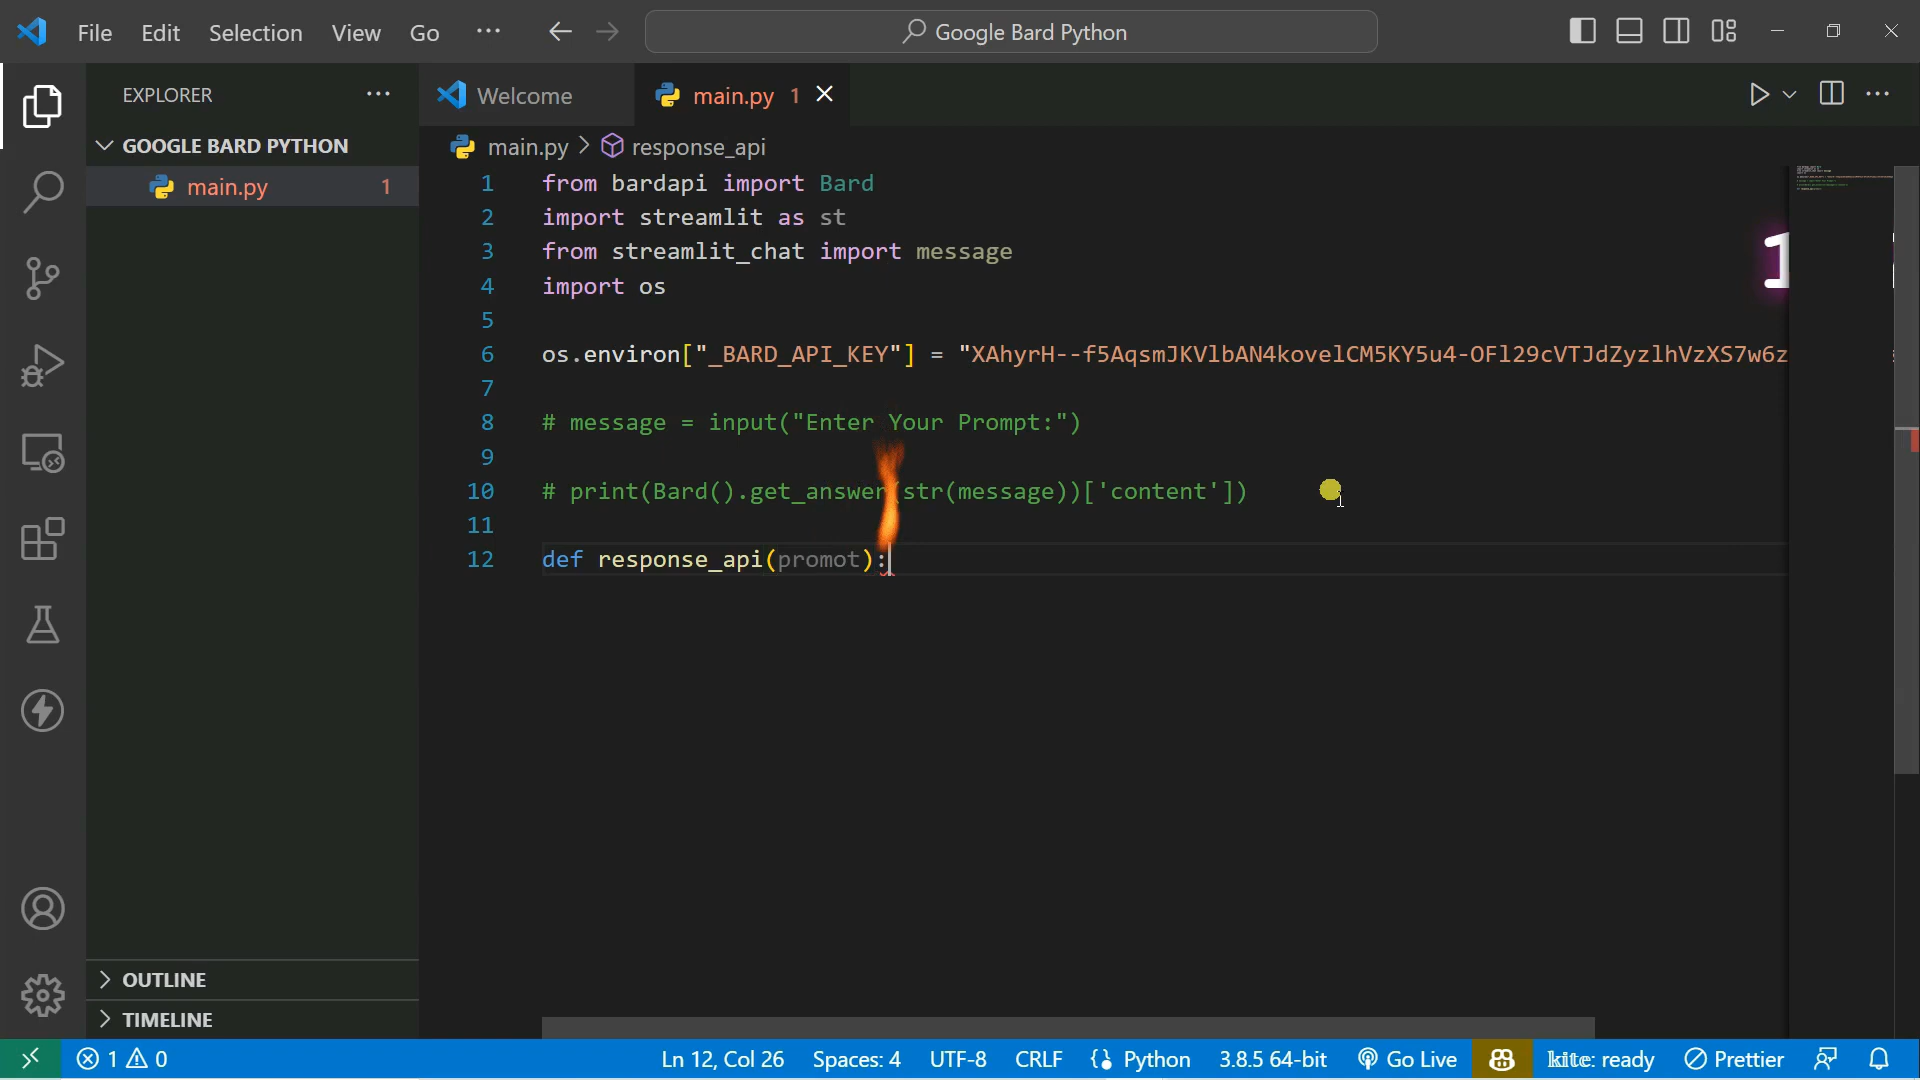 File Edit Selection View Go ··· Google Bard Python
EXPLORER ···
GOOGLE BARD PYTHON
main.py 1
Welcome
main.py 1
main.py > response_api
1 from bardapi import Bard
2 import streamlit as st
3 from streamlit_chat import message
4 import os
5
6 os.environ["_BARD_API_KEY"] = "XAhyrH--f5AqsmJKVlbAN4kovelCM5KY5u4-OFl29cVTJdZyzlhVzXS7w6z
7
8 # message = input("Enter Your Prompt:")
9
10 # print(Bard().get_answer(str(message))['content'])
11
12 def response_api(promot):
1
OUTLINE
TIMELINE
1 0 Ln 12, Col 26 Spaces: 4 UTF-8 CRLF Python 3.8.5 64-bit Go Live kite: ready Prettier